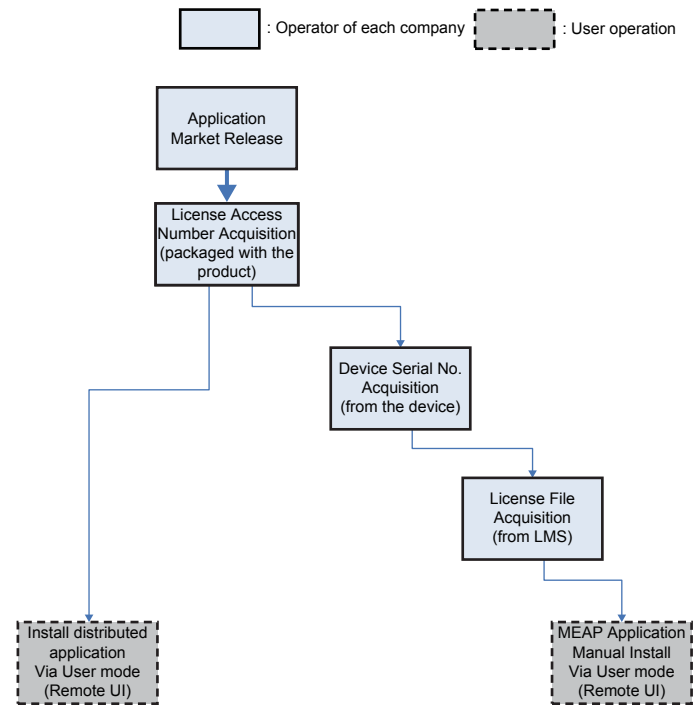 : Operator of each company
: User operation
Application
Market Release
License Access
Number Acquisition
(packaged with the
product)
Device Serial No.
Acquisition
(from the device)
License File
Acquisition
(from LMS)
Install distributed
application
Via User mode
(Remote UI)
MEAP Application
Manual Install
Via User mode
(Remote UI)